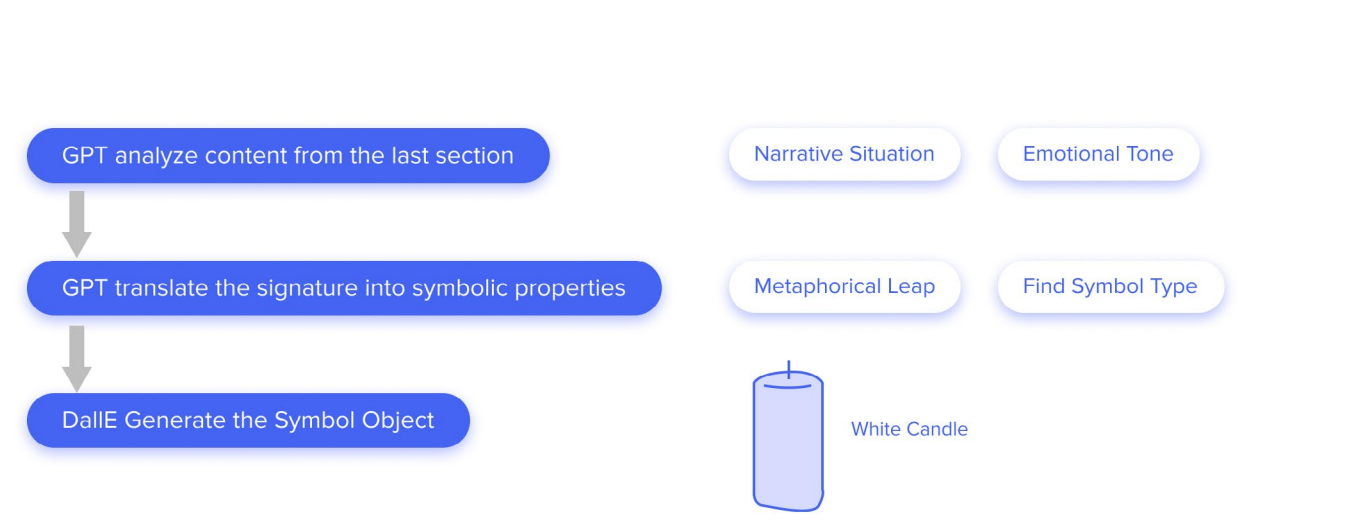 GPT analyze content from the last section
Narrative Situation
Emotional Tone
GPT translate the signature into symbolic properties
Metaphorical Leap
Find Symbol Type
DallE Generate the Symbol Object
White Candle